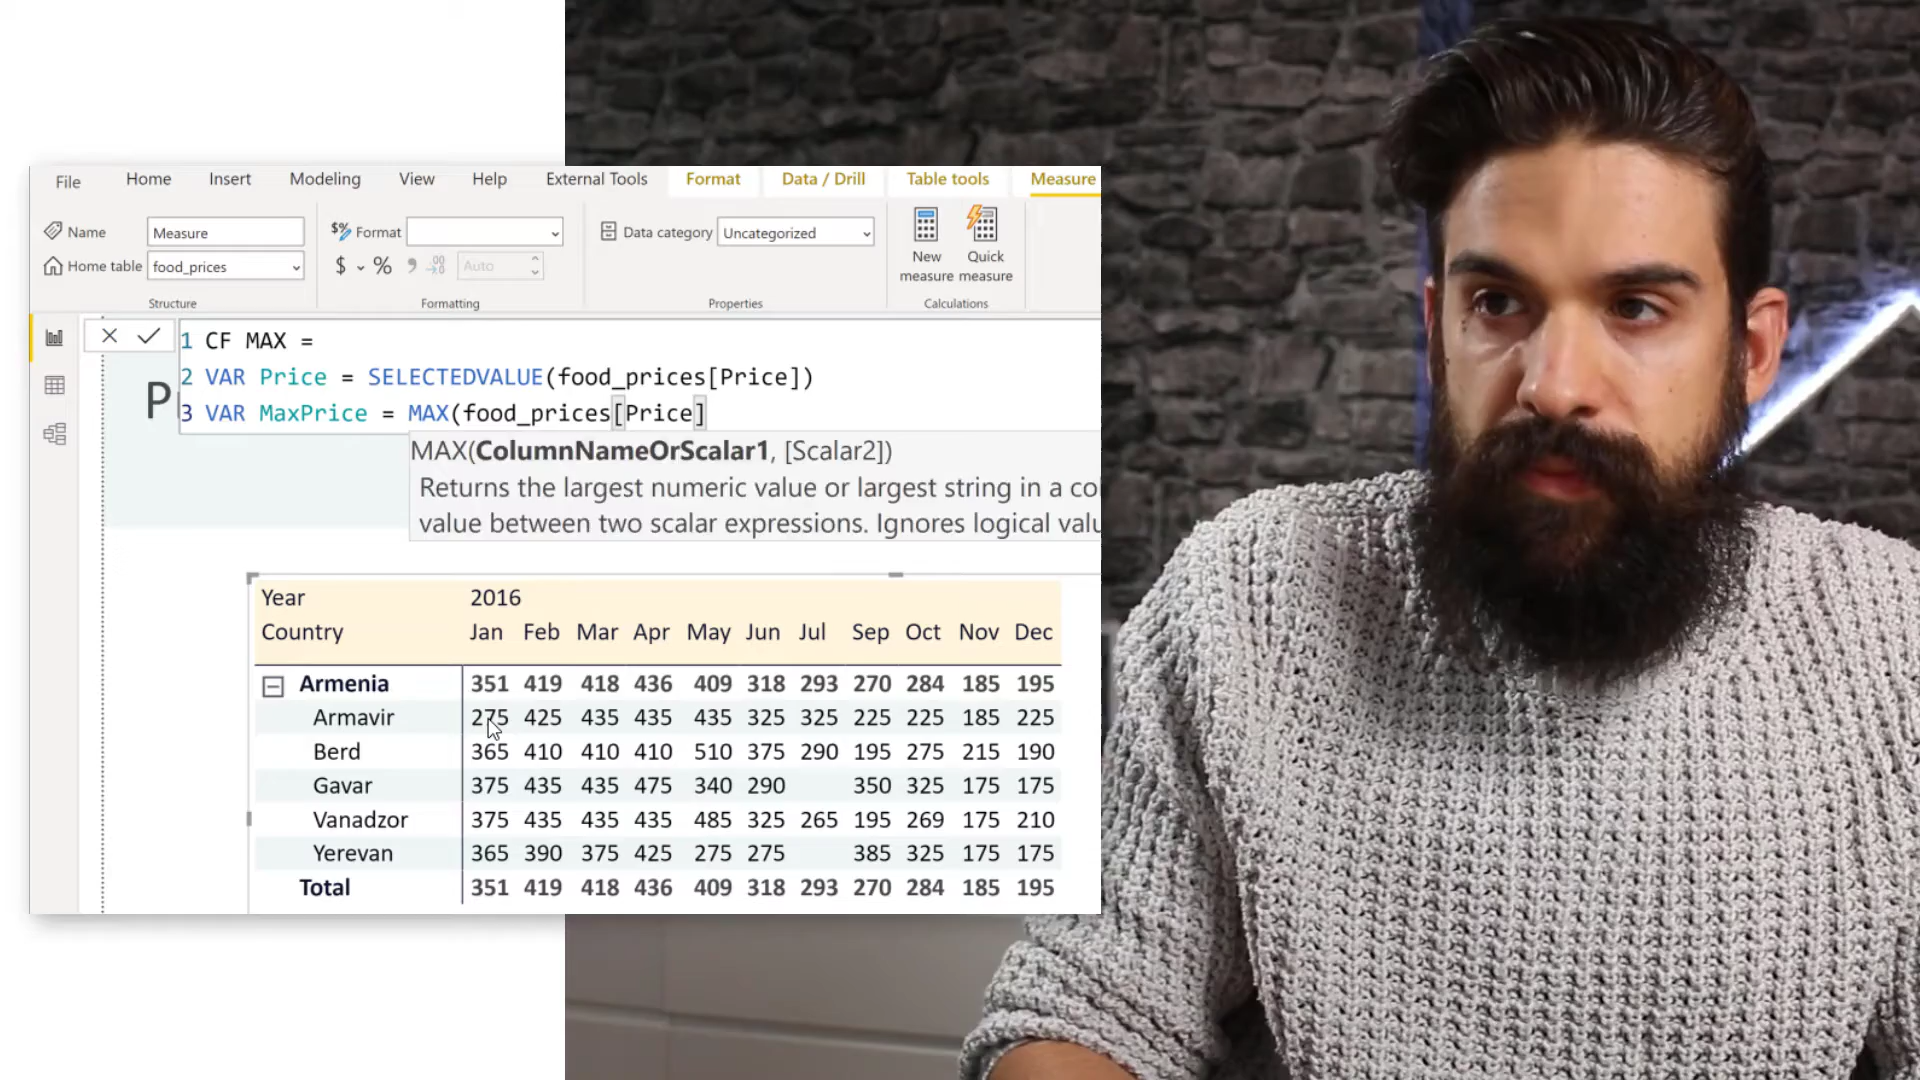 File Home Insert Modeling View Help External Tools Format Data / Drill Table tools Measure
Name Measure $% Format Data category Uncategorized New measure Quick measure
Home table food_prices $ % Auto
Structure Formatting Properties Calculations
1 CF MAX =
2 VAR Price = SELECTEDVALUE(food_prices[Price])
3 VAR MaxPrice = MAX(food_prices[Price]
MAX(ColumnNameOrScalar1, [Scalar2])
Returns the largest numeric value or largest string in a
value between two scalar expressions. Ignores logical
Year 2016
Country Jan Feb Mar Apr May Jun Jul Sep Oct Nov Dec
Armenia 351 419 418 436 409 318 293 270 284 185 195
Armavir 275 425 435 435 435 325 325 225 225 185 225
Berd 365 410 410 410 510 375 290 195 275 215 190
Gavar 375 435 435 475 340 290 350 325 175 175
Vanadzor 375 435 435 435 485 325 265 195 269 175 210
Yerevan 365 390 375 425 275 275 385 325 175 175
Total 351 419 418 436 409 318 293 270 284 185 195